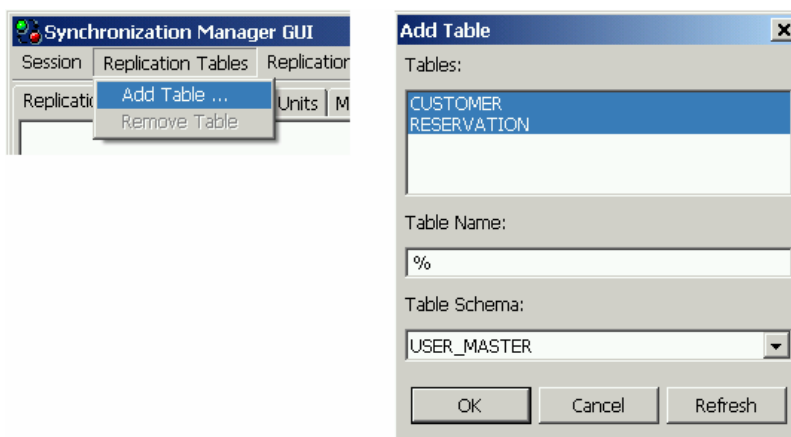 Synchronization Manager GUI
Session Replication Tables Replication
Replicatio Units M
Add Table ...
Remove Table
Add Table
Tables:
CUSTOMER
RESERVATION
Table Name:
%
Table Schema:
USER_MASTER
OK Cancel Refresh